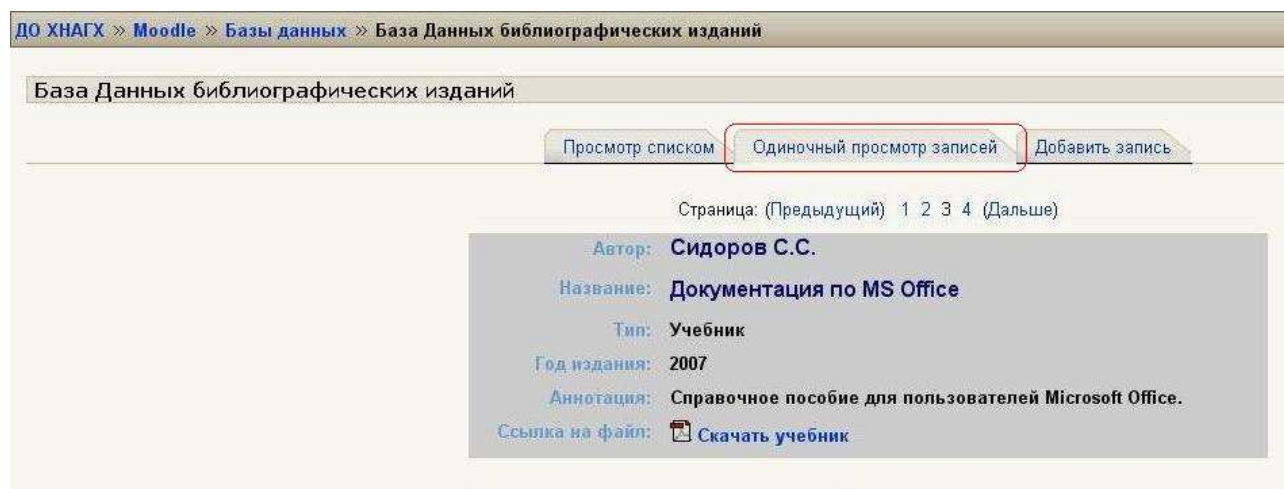 ДО ХНАГХ » Moodle » Базы данных » База Данных библиографических изданий
База Данных библиографических изданий
Просмотр списком Одиночный просмотр записей Добавить запись
Страница: (Предыдущий) 1 2 3 4 (Дальше)
Автор: Сидоров С.С.
Название: Документация по MS Office
Тип: Учебник
Год издания: 2007
Аннотация: Справочное пособие для пользователей Microsoft Office.
Ссылка на файл: Скачать учебник